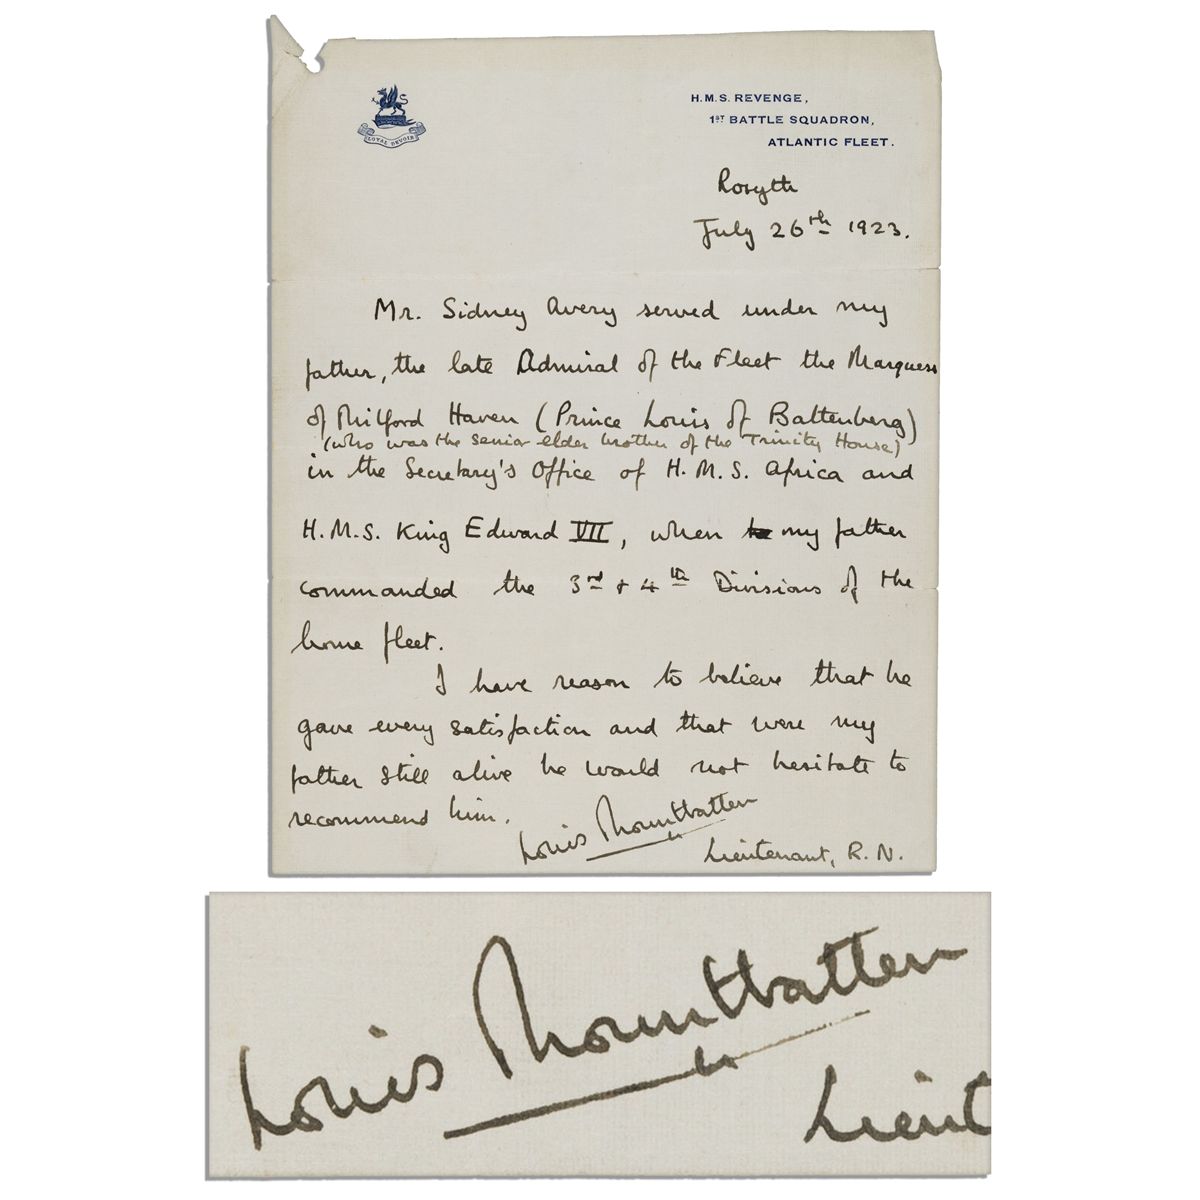 LOYAL DEVOIR
H.M.S. REVENGE,
1ST BATTLE SQUADRON,
ATLANTIC FLEET.
Rosyth
July 26th 1923.
Mr. Sidney Avery served under my
father, the late Admiral of the Fleet the Marquess
of Milford Haven (Prince Louis of Battenberg)
(who was the senior elder brother of the Trinity House)
in the Secretary's Office of H.M.S. Africa and
H.M.S. King Edward VII, when my father
commanded the 3rd & 4th Divisions of the
home fleet.
I have reason to believe that he
gave every satisfaction and that were my
father still alive he would not hesitate to
recommend him.
Louis Mountbatten
Lieutenant, R.N.
Louis Mountbatten
Lieut